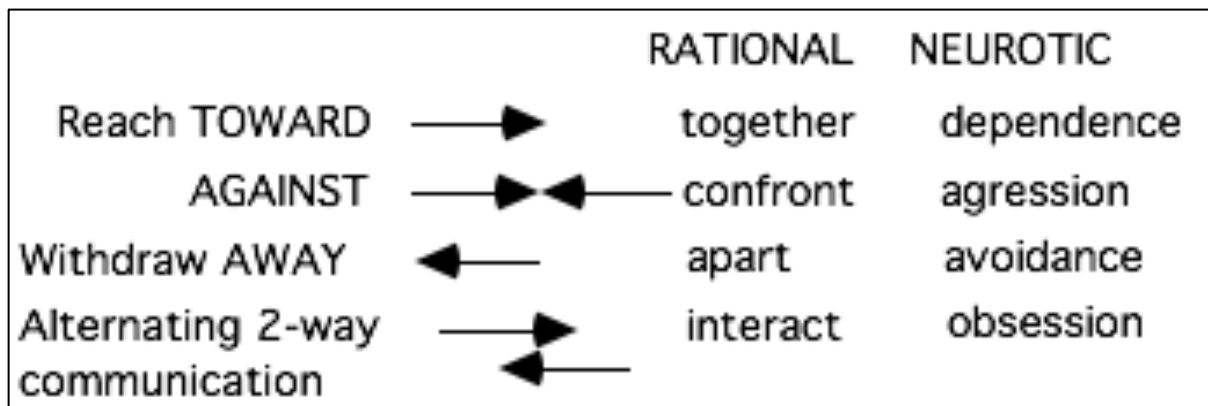 RATIONAL NEUROTIC
Reach TOWARD together dependence
AGAINST confront agression
Withdraw AWAY apart avoidance
Alternating 2-way interact obsession
communication